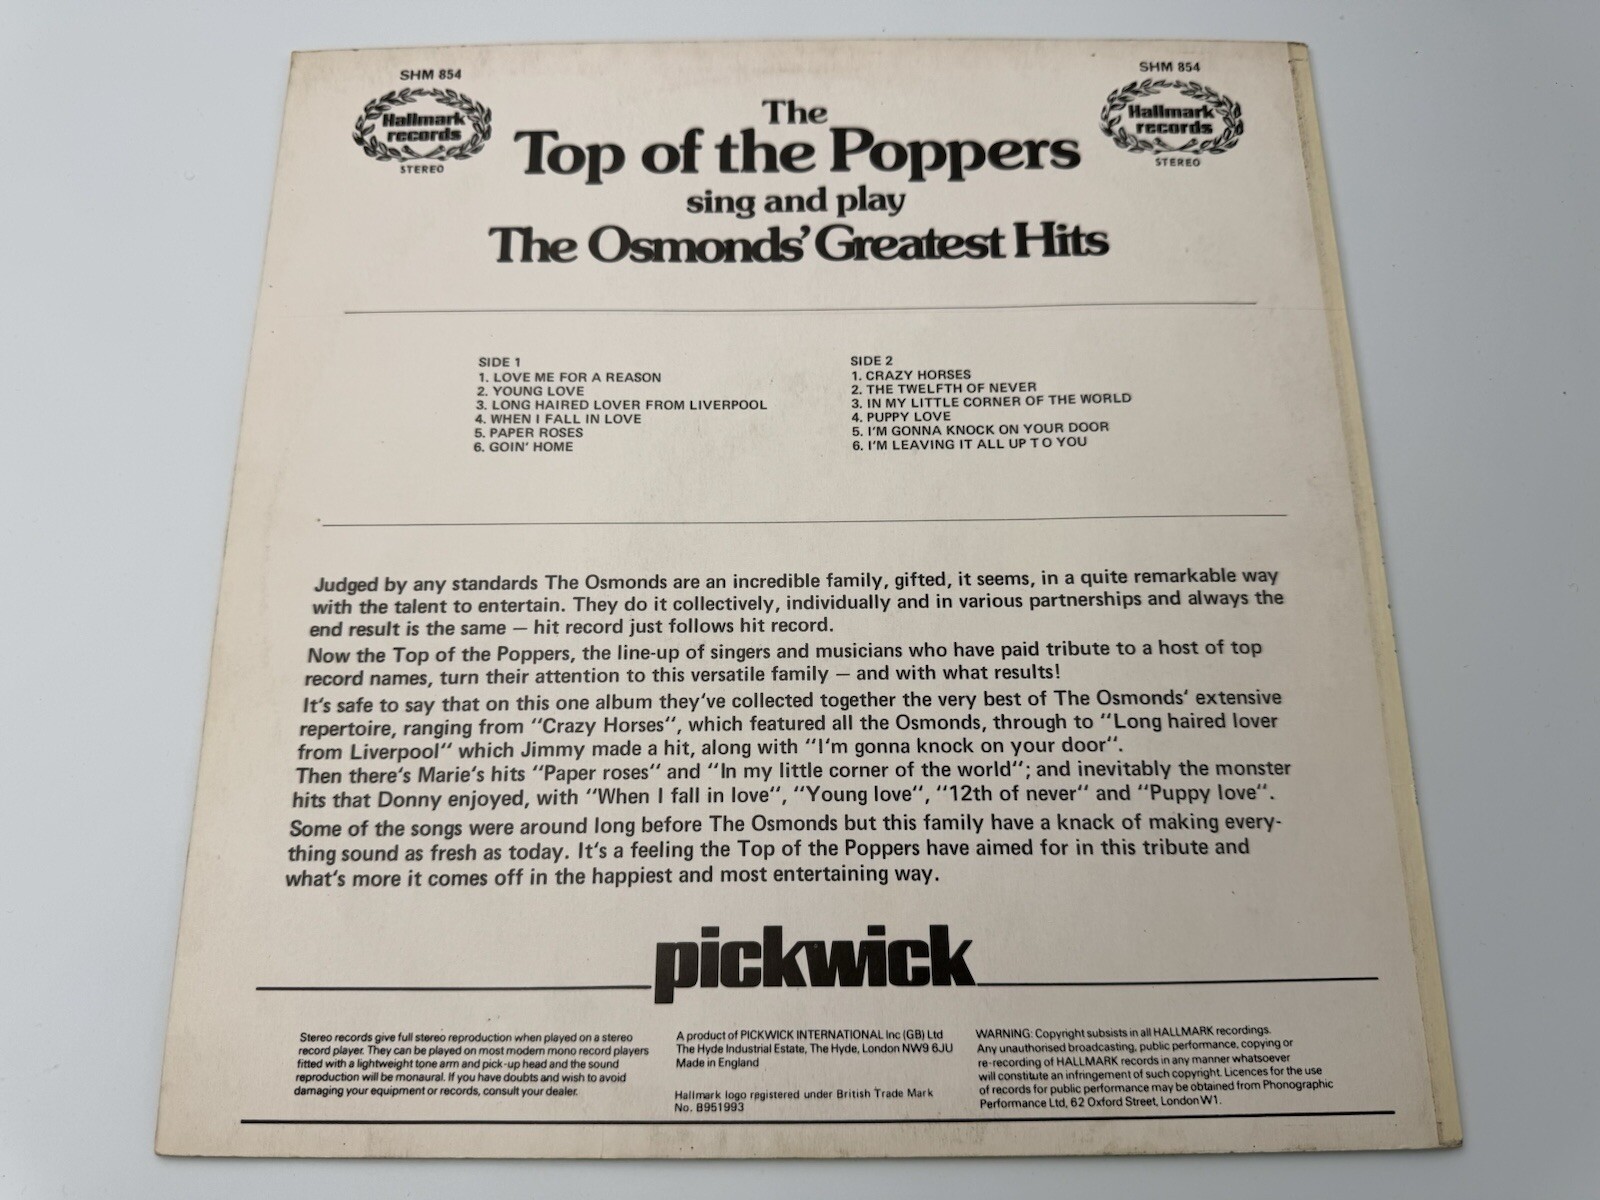 SHM 854
Hallmark
records
STEREO
SHM 854
Hallmark
records
STEREO
The
Top of the Poppers
sing and play
The Osmonds' Greatest Hits
SIDE 1
1. LOVE ME FOR A REASON
2. YOUNG LOVE
3. LONG HAIRED LOVER FROM LIVERPOOL
4. WHEN I FALL IN LOVE
5. PAPER ROSES
6. GOIN' HOME
SIDE 2
1. CRAZY HORSES
2. THE TWELFTH OF NEVER
3. IN MY LITTLE CORNER OF THE WORLD
4. PUPPY LOVE
5. I'M GONNA KNOCK ON YOUR DOOR
6. I'M LEAVING IT ALL UP TO YOU
Judged by any standards The Osmonds are an incredible family, gifted, it seems, in a quite remarkable way
with the talent to entertain. They do it collectively, individually and in various partnerships and always the
end result is the same — hit record just follows hit record.
Now the Top of the Poppers, the line-up of singers and musicians who have paid tribute to a host of top
record names, turn their attention to this versatile family — and with what results!
It's safe to say that on this one album they've collected together the very best of The Osmonds' extensive
repertoire, ranging from "Crazy Horses", which featured all the Osmonds, through to "Long haired lover
from Liverpool" which Jimmy made a hit, along with "I'm gonna knock on your door".
Then there's Marie's hits "Paper roses" and "In my little corner of the world"; and inevitably the monster
hits that Donny enjoyed, with "When I fall in love", "Young love", "12th of never" and "Puppy love".
Some of the songs were around long before The Osmonds but this family have a knack of making every-
thing sound as fresh as today. It's a feeling the Top of the Poppers have aimed for in this tribute and
what's more it comes off in the happiest and most entertaining way.
pickwick
Stereo records give full stereo reproduction when played on a stereo
record player. They can be played on most modern mono record players
fitted with a lightweight tone arm and pick-up head and the sound
reproduction will be monaural. If you have doubts and wish to avoid
damaging your equipment or records, consult your dealer.
A product of PICKWICK INTERNATIONAL Inc (GB) Ltd
The Hyde Industrial Estate, The Hyde, London NW9 6JU
Made in England
Hallmark logo registered under British Trade Mark
No. B951993
WARNING: Copyright subsists in all HALLMARK recordings.
Any unauthorised broadcasting, public performance, copying or
re-recording of HALLMARK records in any manner whatsoever
will constitute an infringement of such copyright. Licences for the use
of records for public performance may be obtained from Phonographic
Performance Ltd, 62 Oxford Street, London W1.